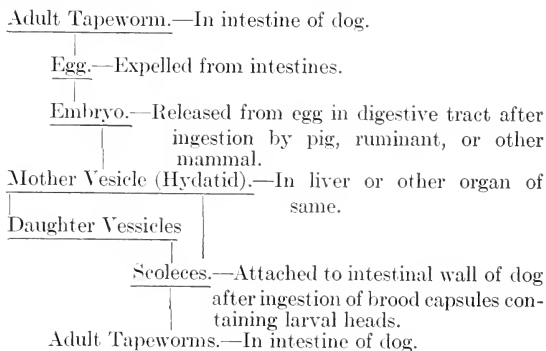 Adult Tapeworm.—In intestine of dog.
Egg.—Expelled from intestines.
Embryo.—Released from egg in digestive tract after
ingestion by pig, ruminant, or other
mammal.
Mother Vesicle (Hydatid).—In liver or other organ of
same.
Daughter Vessicles
Scoleces.—Attached to intestinal wall of dog
after ingestion of brood capsules con-
taining larval heads.
Adult Tapeworms.—In intestine of dog.